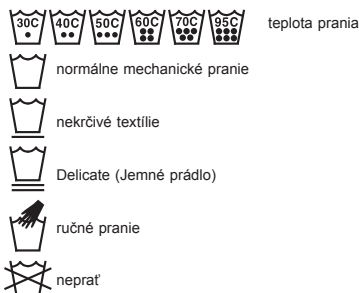 30C 40C 50C 60C 70C 95C teplota prania
normálne mechanické pranie
nekrčivé textílie
Delicate (Jemné prádlo)
ručné pranie
neprať